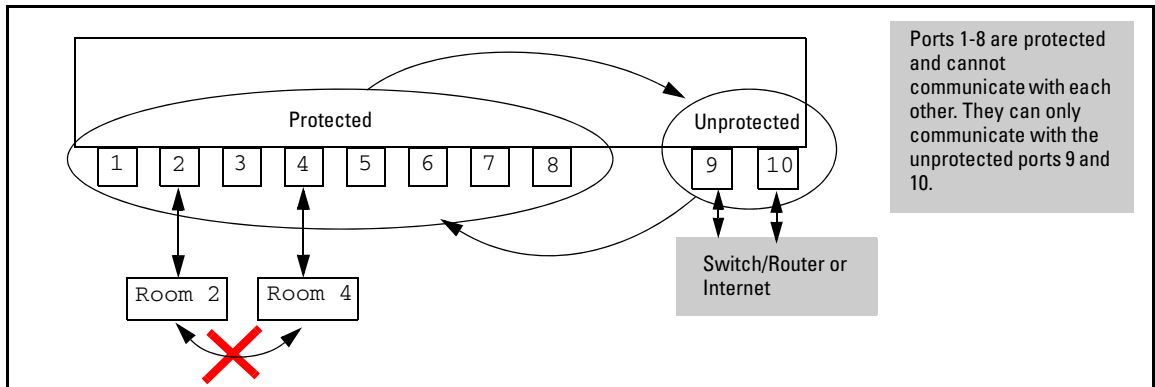 Protected
Unprotected
1 2 3 4 5 6 7 8 9 10
Room 2
Room 4
Switch/Router or
Internet
Ports 1-8 are protected
and cannot
communicate with each
other. They can only
communicate with the
unprotected ports 9 and
10.